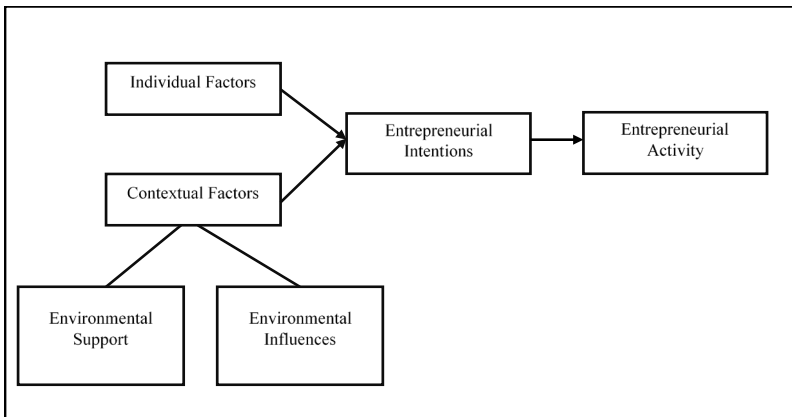 Individual Factors
Entrepreneurial
Intentions
Entrepreneurial
Activity
Contextual Factors
Environmental
Support
Environmental
Influences